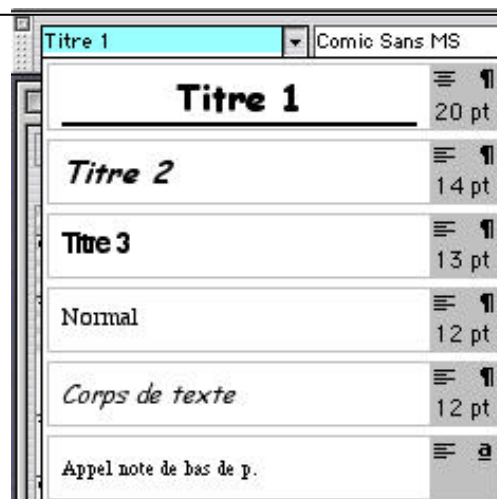 Titre 1 Comic Sans MS
Titre 1 ¶
20 pt
Titre 2 ¶
14 pt
Titre 3 ¶
13 pt
Normal ¶
12 pt
Corps de texte ¶
12 pt
Appel note de bas de p. a